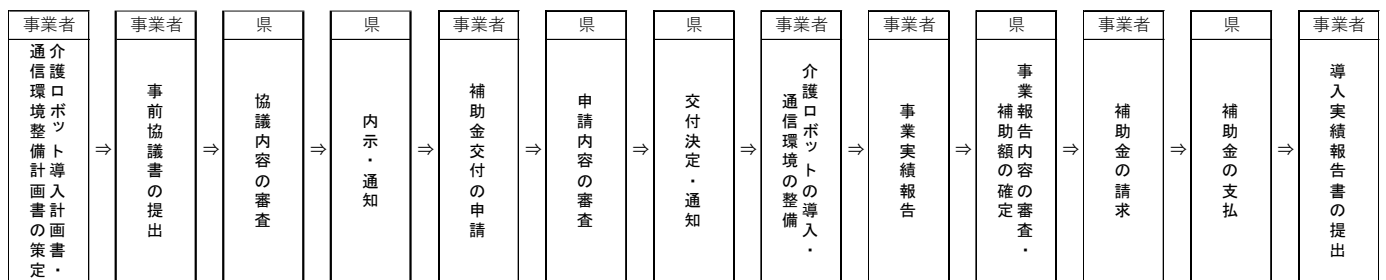 事業者
介護ロボット導入計画書・
通信環境整備計画書の策定・
⇒
事業者
事前協議書の提出
⇒
県
協議内容の審査
⇒
県
内示・通知
⇒
事業者
補助金交付の申請
⇒
県
申請内容の審査
⇒
県
交付決定・通知
⇒
事業者
介護ロボットの導入・
通信環境の整備
⇒
事業者
事業実績報告
⇒
県
事業報告内容の審査・
補助額の確定
⇒
事業者
補助金の請求
⇒
県
補助金の支払
⇒
事業者
導入実績報告書の提出